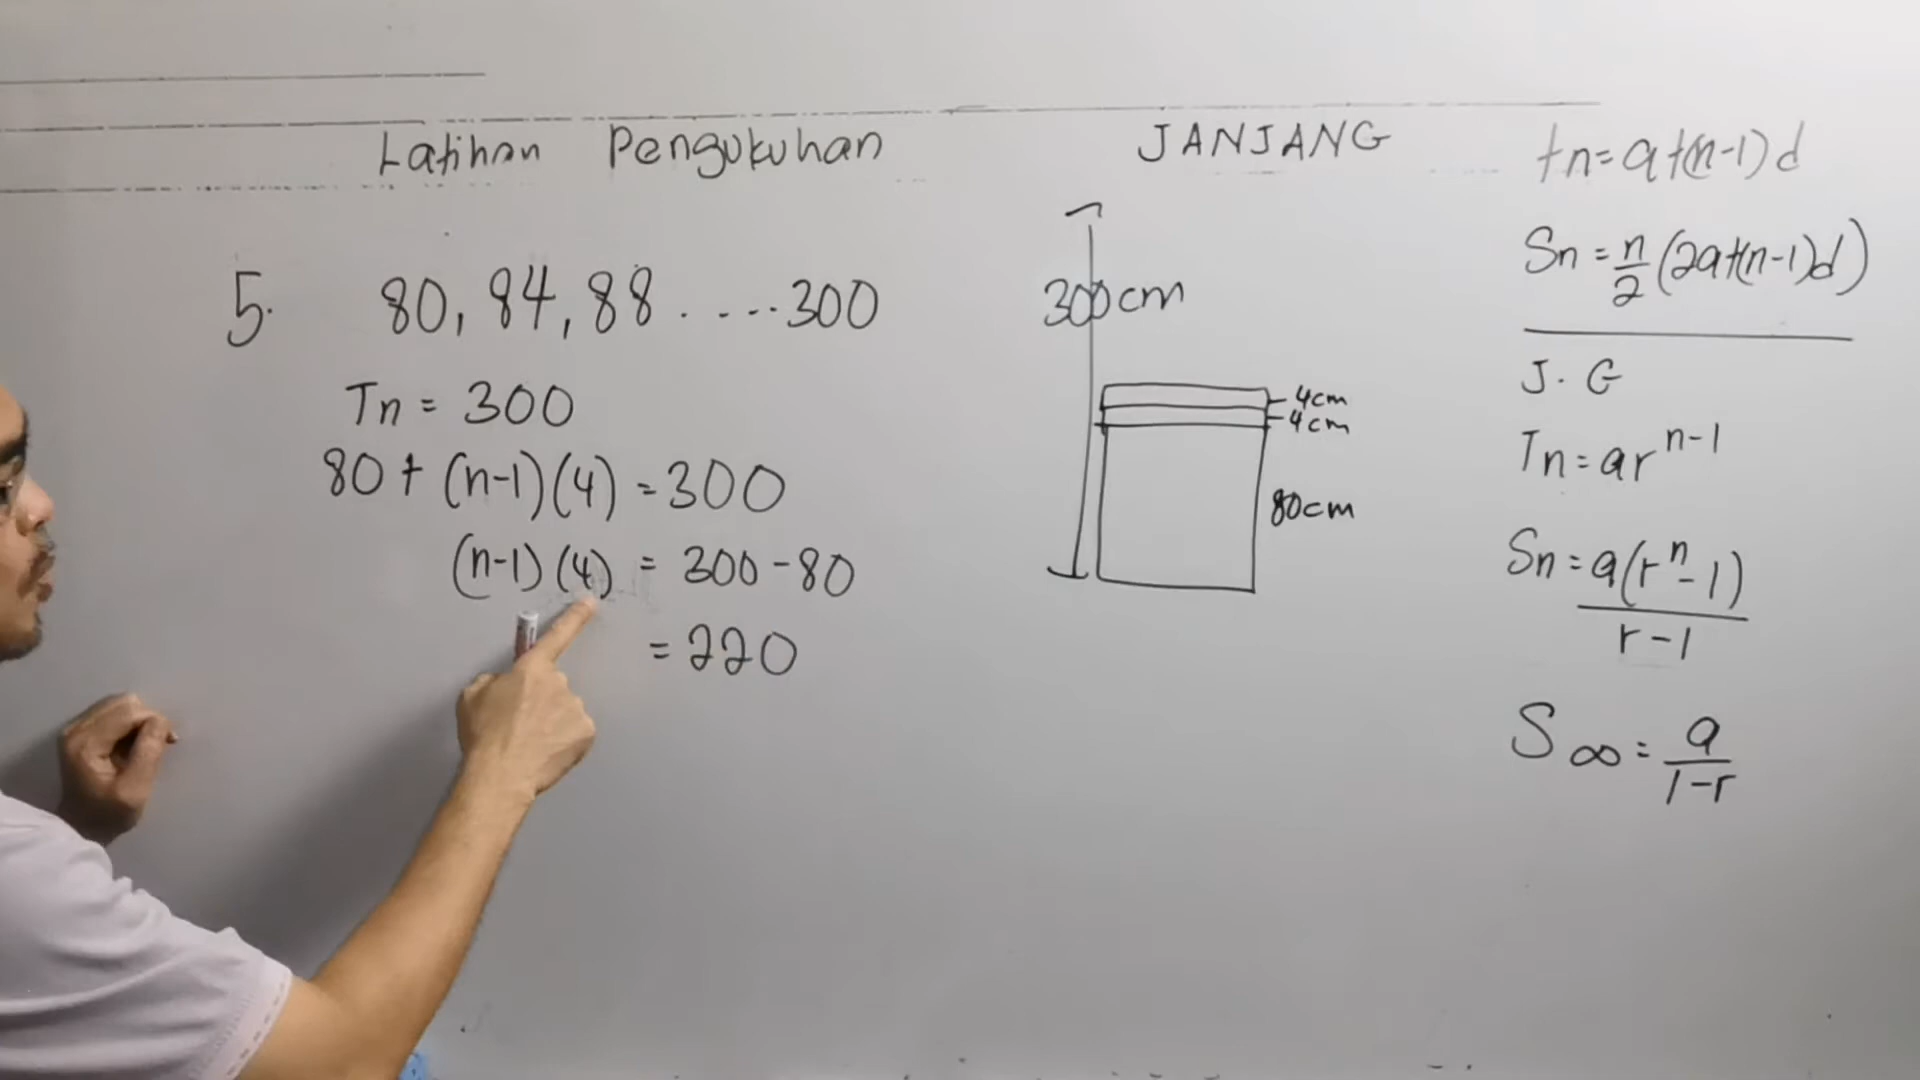 Latihan Pengukuhan JANJANG
5. 80, 84, 88 . . . . . 300
Tn = 300
80 + (n-1)(4) = 300
(n-1)(4) = 300 - 80
= 220
300cm
4cm
4cm
80cm
tn = a+(n-1)d
Sn = n/2 (2a+(n-1)d)
J. G
Tn = ar^n-1
Sn = a(r^n - 1)
r - 1
S∞ = a
1-r